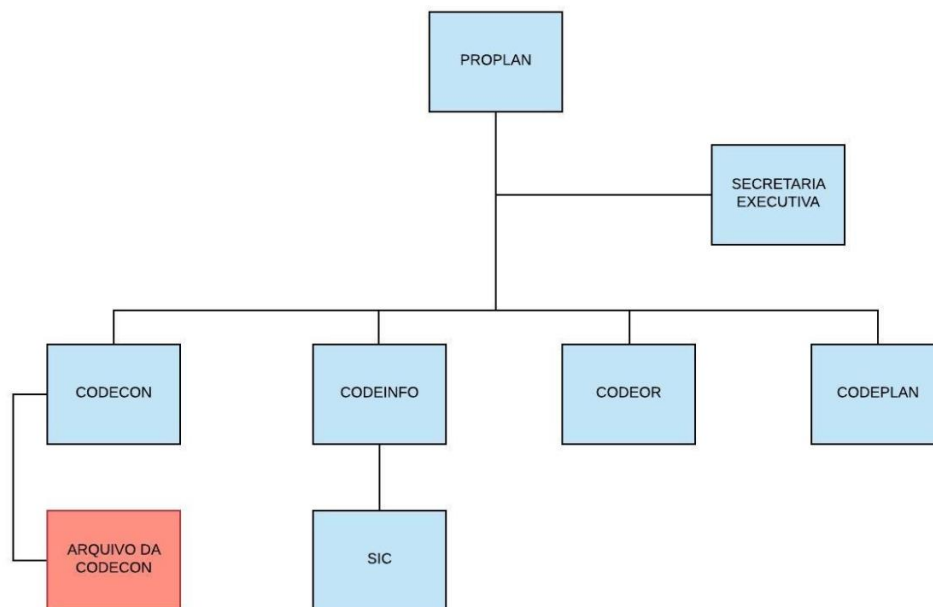 PROPLAN
SECRETARIA
EXECUTIVA
CODECON
CODEINFO
CODEOR
CODEPLAN
ARQUIVO DA
CODECON
SIC